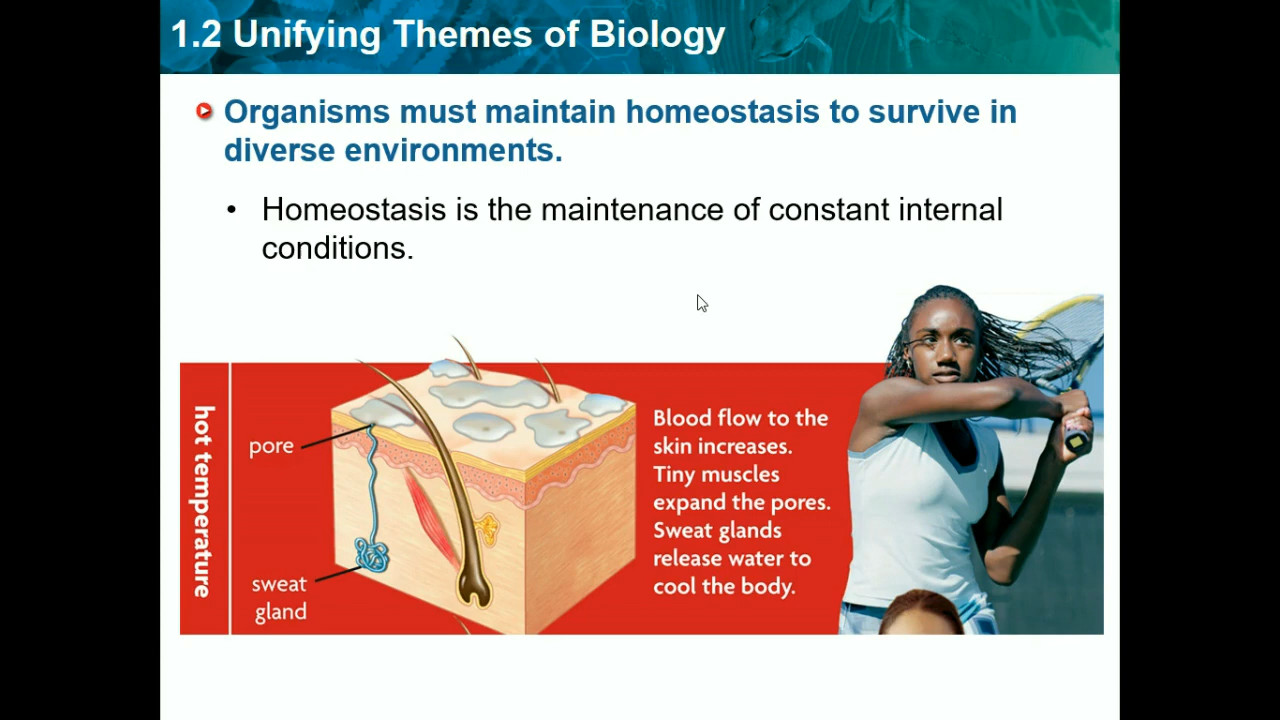 1.2 Unifying Themes of Biology
Organisms must maintain homeostasis to survive in
diverse environments.
• Homeostasis is the maintenance of constant internal
conditions.
hot temperature
pore
sweat
gland
Blood flow to the
skin increases.
Tiny muscles
expand the pores.
Sweat glands
release water to
cool the body.